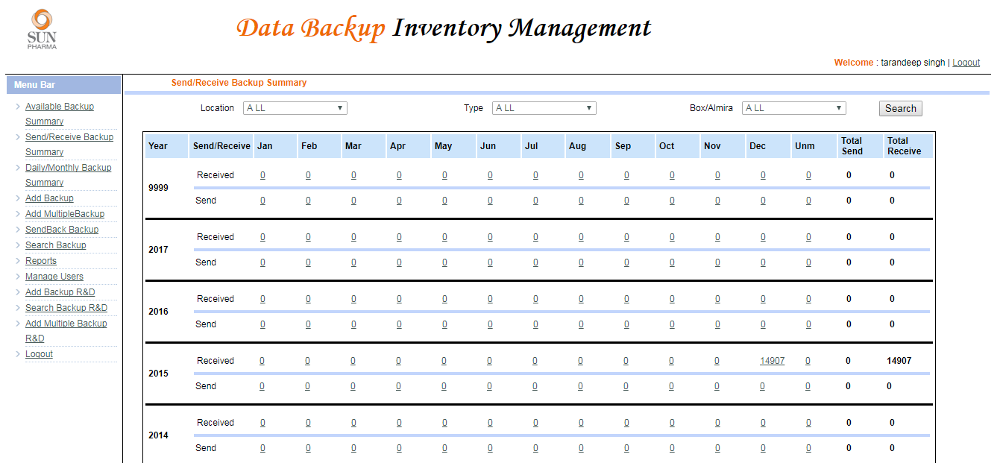 SUN
PHARMA
Data Backup Inventory Management
Welcome : tarandeep singh | Logout
Menu Bar
Send/Receive Backup Summary
Available Backup
Summary
Send/Receive Backup
Summary
Daily/Monthly Backup
Summary
Add Backup
Add MultipleBackup
SendBack Backup
Search Backup
Reports
Manage Users
Add Backup R&D
Search Backup R&D
Add Multiple Backup
R&D
Logout
Location A LL Type A LL Box/Almira A LL Search
Year Send/Receive Jan Feb Mar Apr May Jun Jul Aug Sep Oct Nov Dec Unm Total Send Total Receive
9999
Received 0 0 0 0 0 0 0 0 0 0 0 0 0 0 0
Send 0 0 0 0 0 0 0 0 0 0 0 0 0 0 0
2017
Received 0 0 0 0 0 0 0 0 0 0 0 0 0 0 0
Send 0 0 0 0 0 0 0 0 0 0 0 0 0 0 0
2016
Received 0 0 0 0 0 0 0 0 0 0 0 0 0 0 0
Send 0 0 0 0 0 0 0 0 0 0 0 0 0 0 0
2015
Received 0 0 0 0 0 0 0 0 0 0 0 14907 0 0 14907
Send 0 0 0 0 0 0 0 0 0 0 0 0 0 0 0
2014
Received 0 0 0 0 0 0 0 0 0 0 0 0 0 0 0
Send 0 0 0 0 0 0 0 0 0 0 0 0 0 0 0